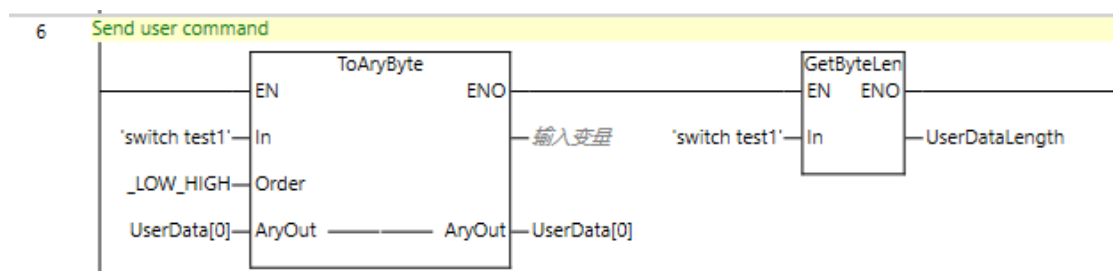 6 Send user command
ToAryByte GetByteLen
EN ENO EN ENO
'switch test1' In 输入变量 'switch test1' In UserDataLength
_LOW_HIGH Order
UserData[0] AryOut AryOut UserData[0]